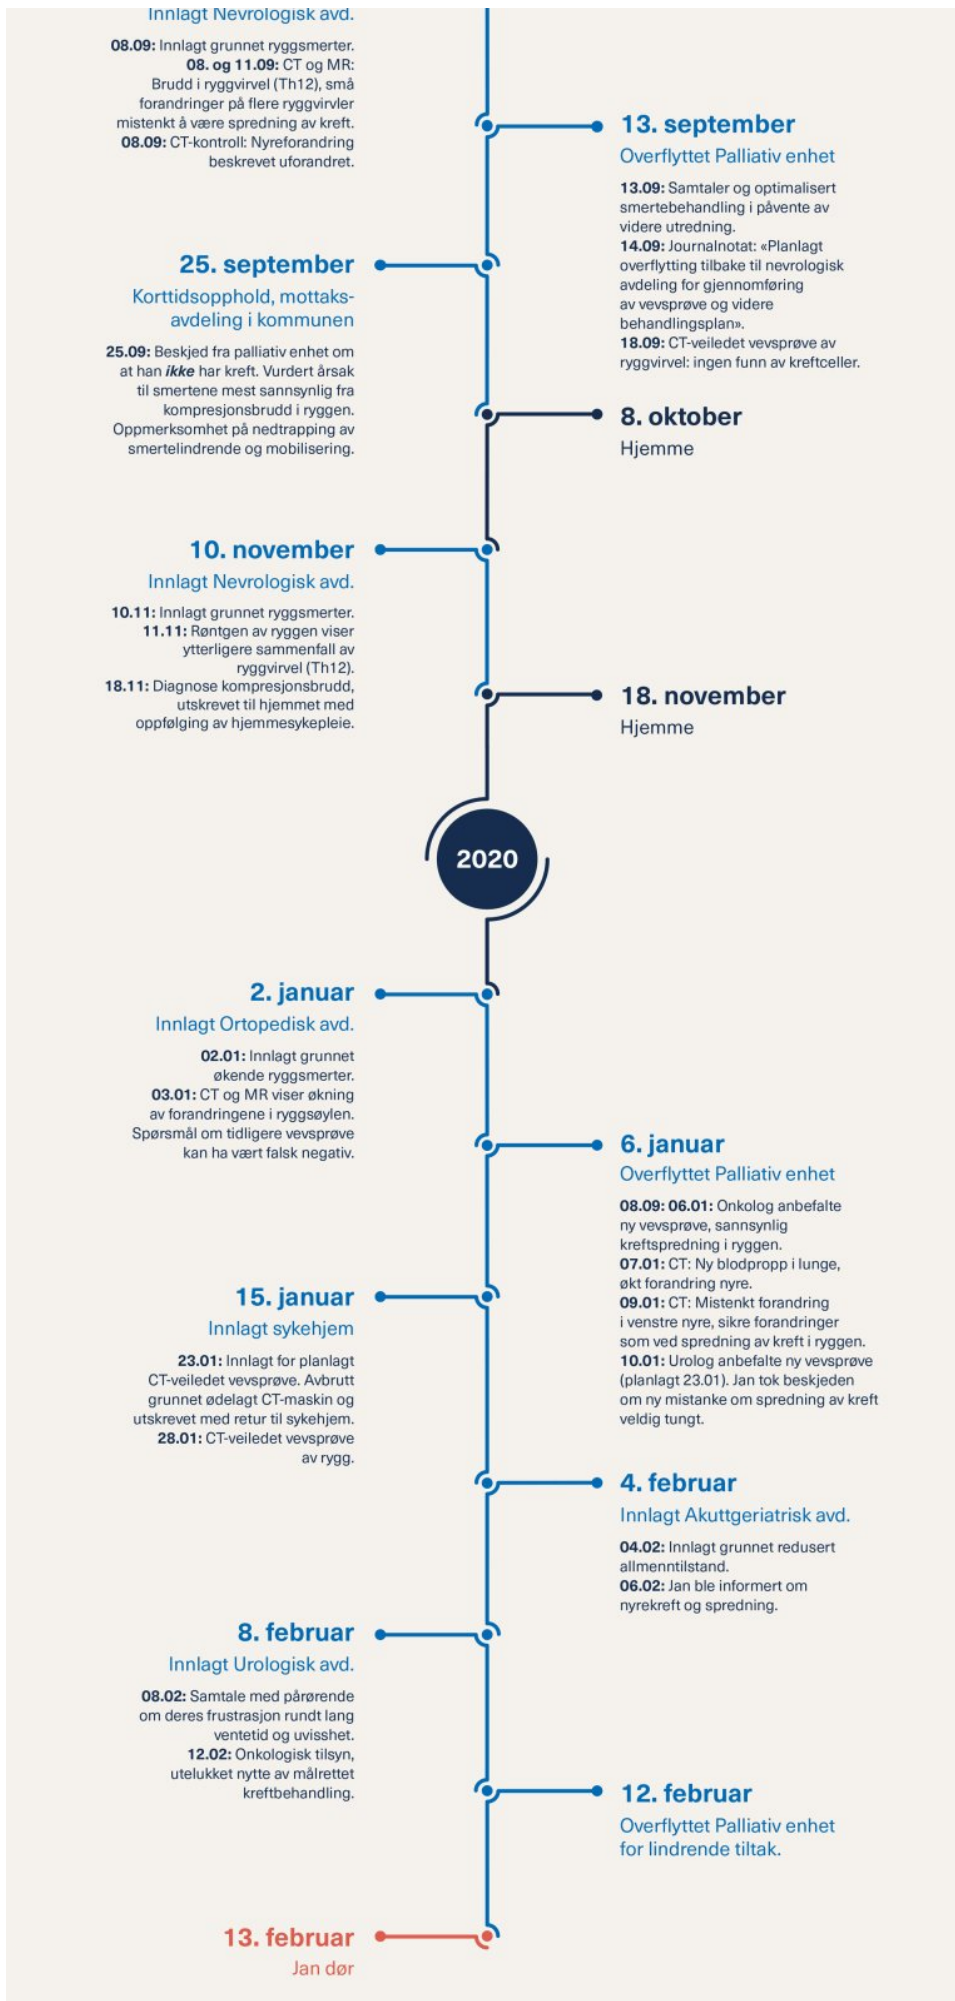 Innlagt Nevrologisk avd.
08.09: Innlagt grunnet ryggsmerter.
08. og 11.09: CT og MR:
Brudd i ryggvirvel (Th12), små
forandringer på flere ryggvirvler
mistenkt å være spredning av kreft.
08.09: CT-kontroll: Nyreforandring
beskrevet uforandret.
13. september
Overflyttet Palliativ enhet
13.09: Samtaler og optimalisert
smertebehandling i påvente av
videre utredning.
14.09: Journalnotat: «Planlagt
overflytting tilbake til nevrologisk
avdeling for gjennomføring
av vevsprøve og videre
behandlingsplan».
18.09: CT-veiledet vevsprøve av
ryggvirvel: ingen funn av kreftceller.
25. september
Korttidsopphold, mottaks-
avdeling i kommunen
25.09: Beskjed fra palliativ enhet om
at han ikke har kreft. Vurdert årsak
til smertene mest sannsynlig fra
kompresjonsbrudd i ryggen.
Oppmerksomhet på nedtrapping av
smertelindrende og mobilisering.
8. oktober
Hjemme
10. november
Innlagt Nevrologisk avd.
10.11: Innlagt grunnet ryggsmerter.
11.11: Røntgen av ryggen viser
ytterligere sammenfall av
ryggvirvel (Th12).
18.11: Diagnose kompresjonsbrudd,
utskrevet til hjemmet med
oppfølging av hjemmesykepleie.
18. november
Hjemme
2020
2. januar
Innlagt Ortopedisk avd.
02.01: Innlagt grunnet
økende ryggsmerter.
03.01: CT og MR viser økning
av forandringene i ryggsøylen.
Spørsmål om tidligere vevsprøve
kan ha vært falsk negativ.
6. januar
Overflyttet Palliativ enhet
08.09: 06.01: Onkolog anbefalte
ny vevsprøve, sannsynlig
kreftspredning i ryggen.
07.01: CT: Ny blodpropp i lunge,
økt forandring nyre.
09.01: CT: Mistenkt forandring
i venstre nyre, sikre forandringer
som ved spredning av kreft i ryggen.
10.01: Urolog anbefalte ny vevsprøve
(planlagt 23.01). Jan tok beskjeden
om ny mistanke om spredning av kreft
veldig tungt.
15. januar
Innlagt sykehjem
23.01: Innlagt for planlagt
CT-veiledet vevsprøve. Avbrutt
grunnet ødelagt CT-maskin og
utskrevet med retur til sykehjem.
28.01: CT-veiledet vevsprøve
av rygg.
4. februar
Innlagt Akuttgeriatrisk avd.
04.02: Innlagt grunnet redusert
allmenntilstand.
06.02: Jan ble informert om
nyrekreft og spredning.
8. februar
Innlagt Urologisk avd.
08.02: Samtale med pårørende
om deres frustrasjon rundt lang
ventetid og uvisshet.
12.02: Onkologisk tilsyn,
utelukket nytte av målrettet
kreftbehandling.
12. februar
Overflyttet Palliativ enhet
for lindrende tiltak.
13. februar
Jan dør